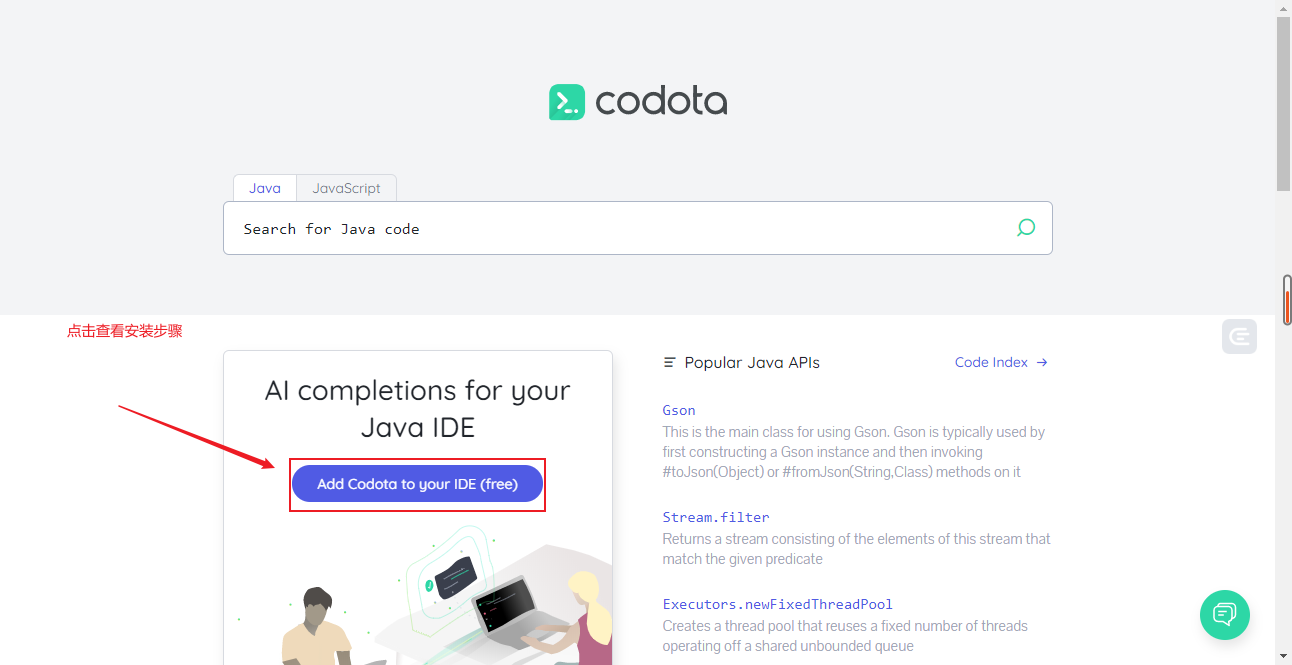 codota
Java
JavaScript
Search for Java code
点击查看安装步骤
AI completions for your
Java IDE
Add Codota to your IDE (free)
Popular Java APIs
Code Index →
Gson
This is the main class for using Gson. Gson is typically used by
first constructing a Gson instance and then invoking
#toJson(Object) or #fromJson(String,Class) methods on it
Stream.filter
Returns a stream consisting of the elements of this stream that
match the given predicate
Executors.newFixedThreadPool
Creates a thread pool that reuses a fixed number of threads
operating off a shared unbounded queue